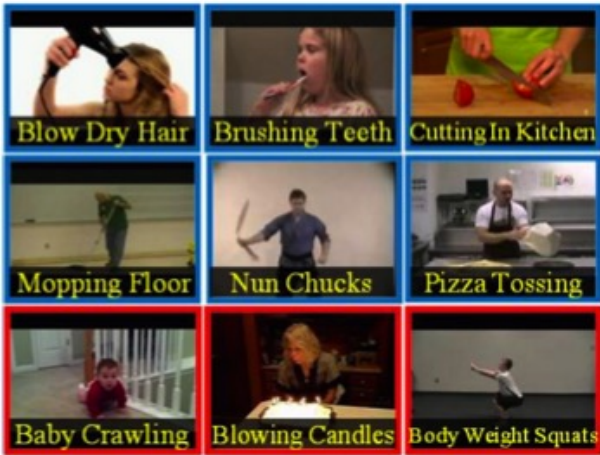 Blow Dry Hair
Brushing Teeth
Cutting In Kitchen
Mopping Floor
Nun Chucks
Pizza Tossing
Baby Crawling
Blowing Candles
Body Weight Squats